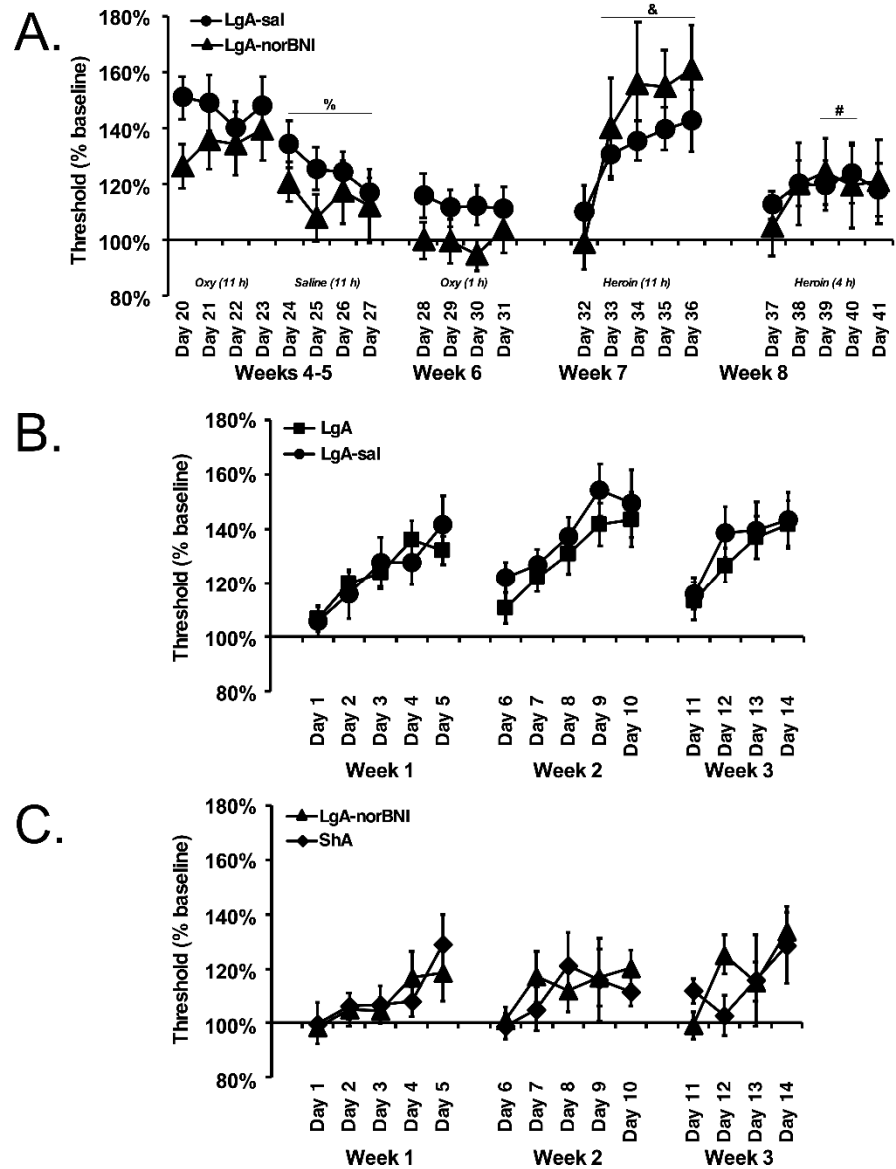 A.
LgA-sal
LgA-norBNI
Threshold (% baseline)
180%
160%
140%
120%
100%
80%
%
&
#
Oxy (11 h)
Saline (11 h)
Oxy (1 h)
Heroin (11 h)
Heroin (4 h)
Day 20
Day 21
Day 22
Day 23
Day 24
Day 25
Day 26
Day 27
Day 28
Day 29
Day 30
Day 31
Day 32
Day 33
Day 34
Day 35
Day 36
Day 37
Day 38
Day 39
Day 40
Day 41
Weeks 4-5
Week 6
Week 7
Week 8
B.
LgA
LgA-sal
Threshold (% baseline)
180%
160%
140%
120%
100%
80%
Day 1
Day 2
Day 3
Day 4
Day 5
Day 6
Day 7
Day 8
Day 9
Day 10
Day 11
Day 12
Day 13
Day 14
Week 1
Week 2
Week 3
C.
LgA-norBNI
ShA
Threshold (% baseline)
180%
160%
140%
120%
100%
80%
Day 1
Day 2
Day 3
Day 4
Day 5
Day 6
Day 7
Day 8
Day 9
Day 10
Day 11
Day 12
Day 13
Day 14
Week 1
Week 2
Week 3